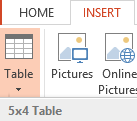 HOME INSERT
Table Pictures Online
Pictures
5x4 Table